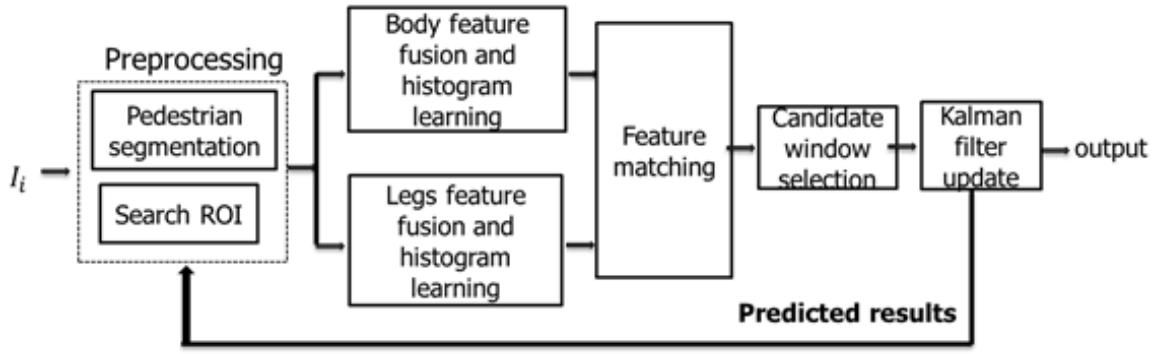 Preprocessing
Pedestrian
segmentation
Search ROI
I_i
Body feature
fusion and
histogram
learning
Legs feature
fusion and
histogram
learning
Feature
matching
Candidate
window
selection
Kalman
filter
update
output
Predicted results